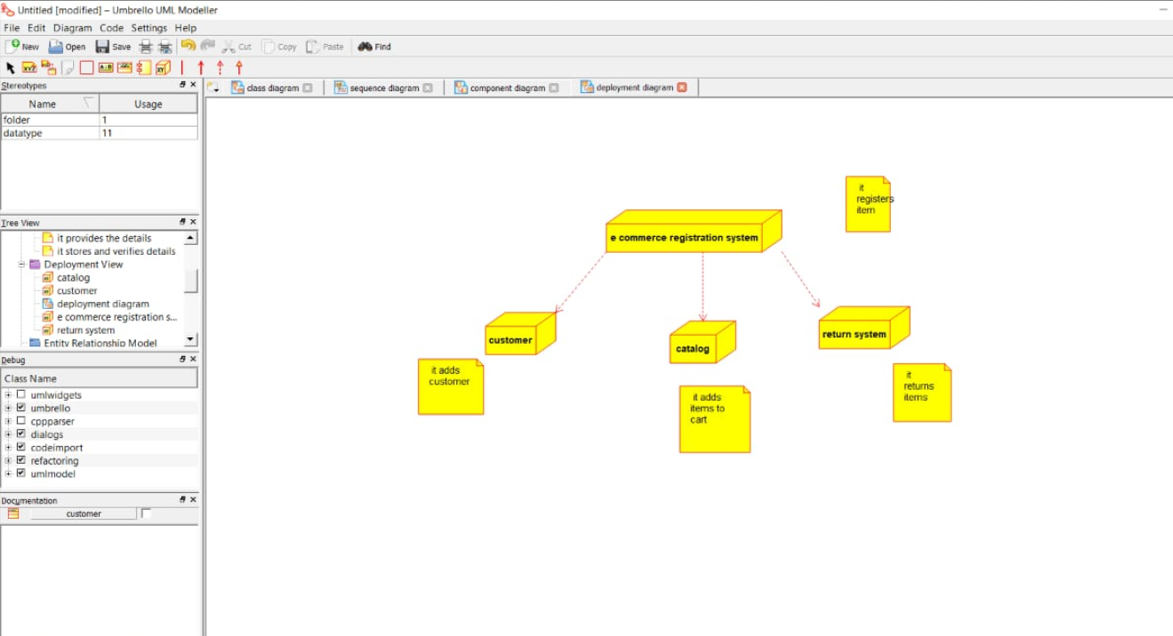 Untitled [modified] – Umbrello UML Modeller
File Edit Diagram Code Settings Help
New Open Save Cut Copy Paste Find
Stereotypes
Name Usage
folder 1
datatype 11
class diagram sequence diagram component diagram deployment diagram
Tree View
it provides the details
it stores and verifies details
Deployment View
catalog
customer
deployment diagram
e commerce registration s...
return system
Entity Relationship Model
Debug
Class Name
umlwidgets
umbrello
cppparser
dialogs
codeimport
refactoring
umlmodel
Documentation
customer
it
registers
item
e commerce registration system
customer
catalog
return system
it adds
customer
it adds
items to
cart
it
returns
items